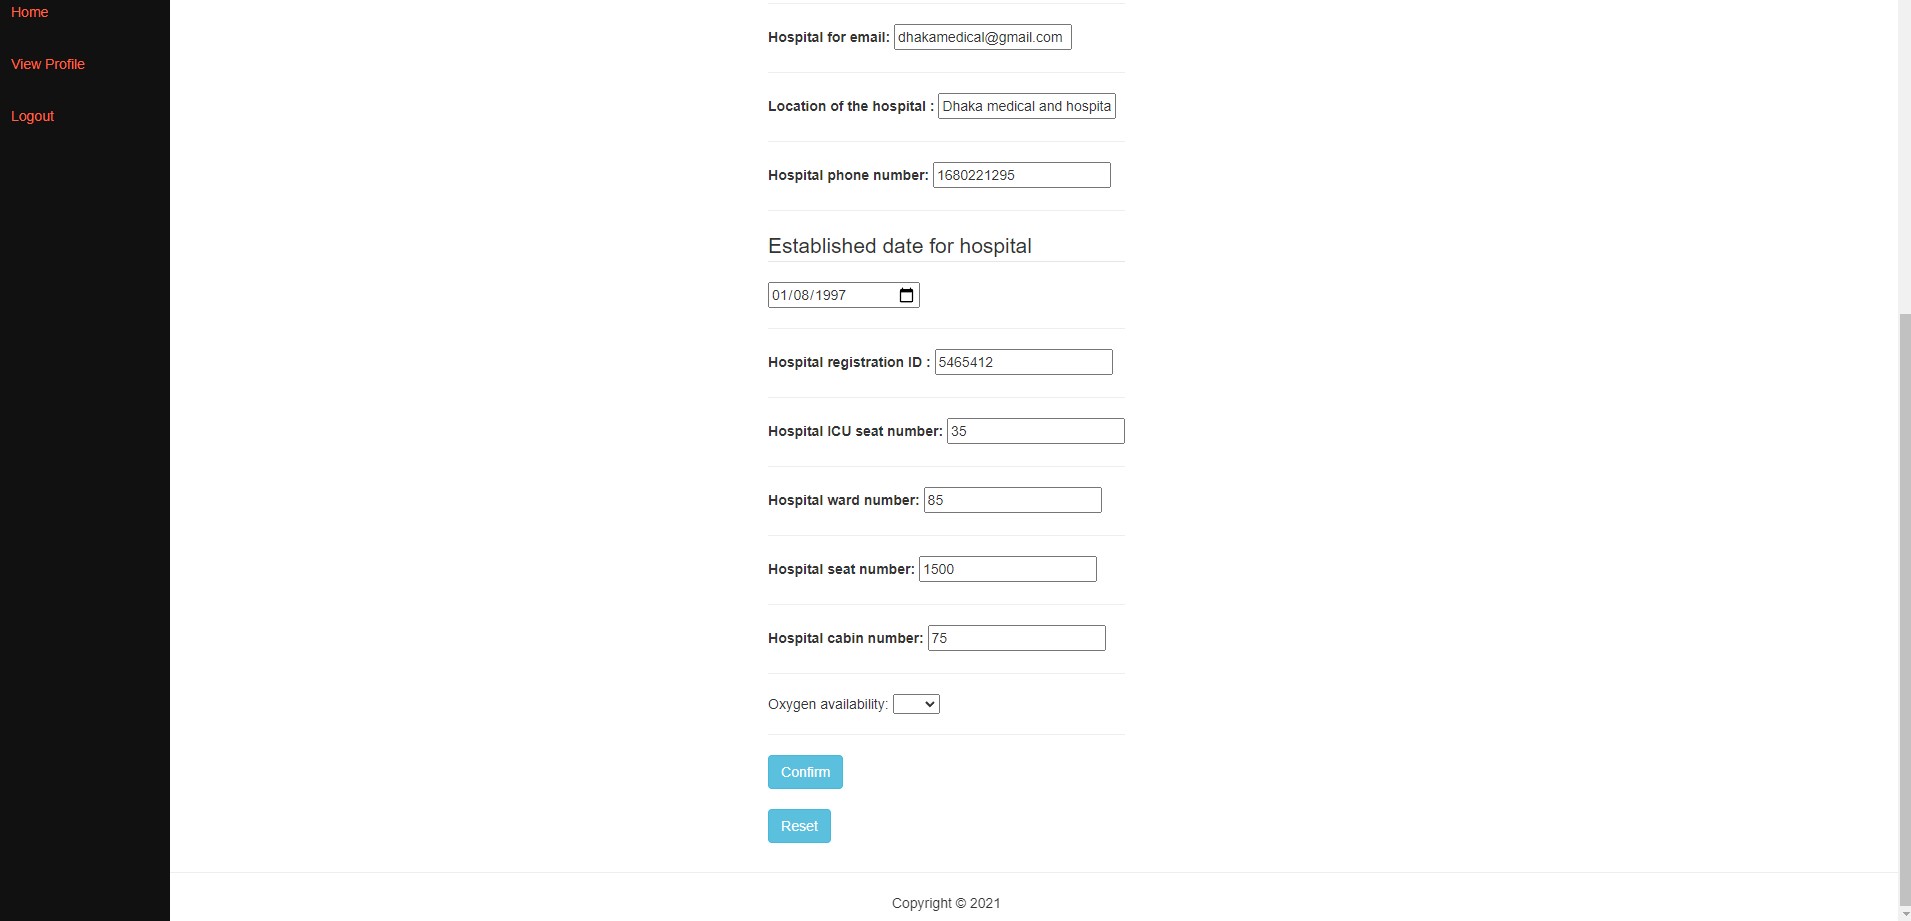 Home
View Profile
Logout
Hospital for email: dhakamedical@gmail.com
Location of the hospital : Dhaka medical and hospita
Hospital phone number: 1680221295
Established date for hospital
01/08/1997
Hospital registration ID : 5465412
Hospital ICU seat number: 35
Hospital ward number: 85
Hospital seat number: 1500
Hospital cabin number: 75
Oxygen availability:
Confirm
Reset
Copyright © 2021